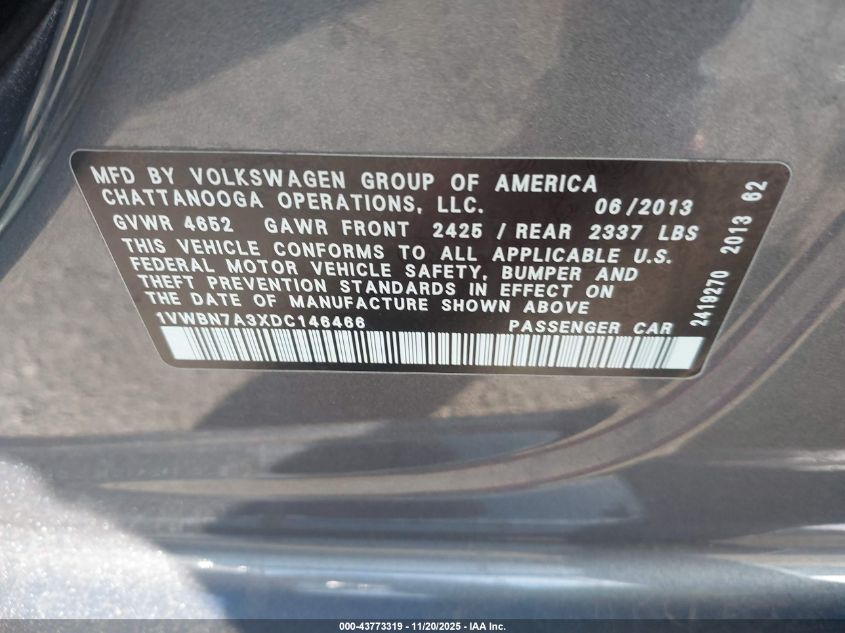 MFD BY VOLKSWAGEN GROUP OF AMERICA
CHATTANOOGA OPERATIONS, LLC. 06/2013
GVWR 4652 GAWR FRONT 2425 / REAR 2337 LBS
THIS VEHICLE CONFORMS TO ALL APPLICABLE U.S.
FEDERAL MOTOR VEHICLE SAFETY, BUMPER AND
THEFT PREVENTION STANDARDS IN EFFECT ON
THE DATE OF MANUFACTURE SHOWN ABOVE
1VWBN7A3XDC146466 PASSENGER CAR
2419270 2013 62
000-43773319 - 11/20/2025 - IAA Inc.